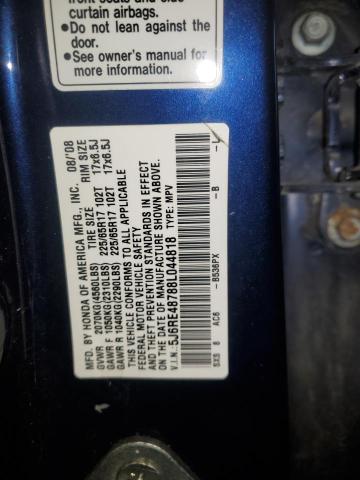 front seats and side
curtain airbags.
●Do not lean against the
door.
●See owner's manual for
more information.
MFD. BY HONDA OF AMERICA MFG., INC. 08/'08
TIRE SIZE RIM SIZE
GVWR 2070KG(4560LBS)
GAWR F 1050KG(2310LBS) 225/65R17 102T 17x6.5J
GAWR R 1040KG(2290LBS) 225/65R17 102T 17x6.5J
THIS VEHICLE CONFORMS TO ALL APPLICABLE
FEDERAL MOTOR VEHICLE SAFETY
AND THEFT PREVENTION STANDARDS IN EFFECT
ON THE DATE OF MANUFACTURE SHOWN ABOVE.
V.I.N.: 5J6RE48788L044818 TYPE: MPV
SXS 8 AC6 -B536PX -B -L